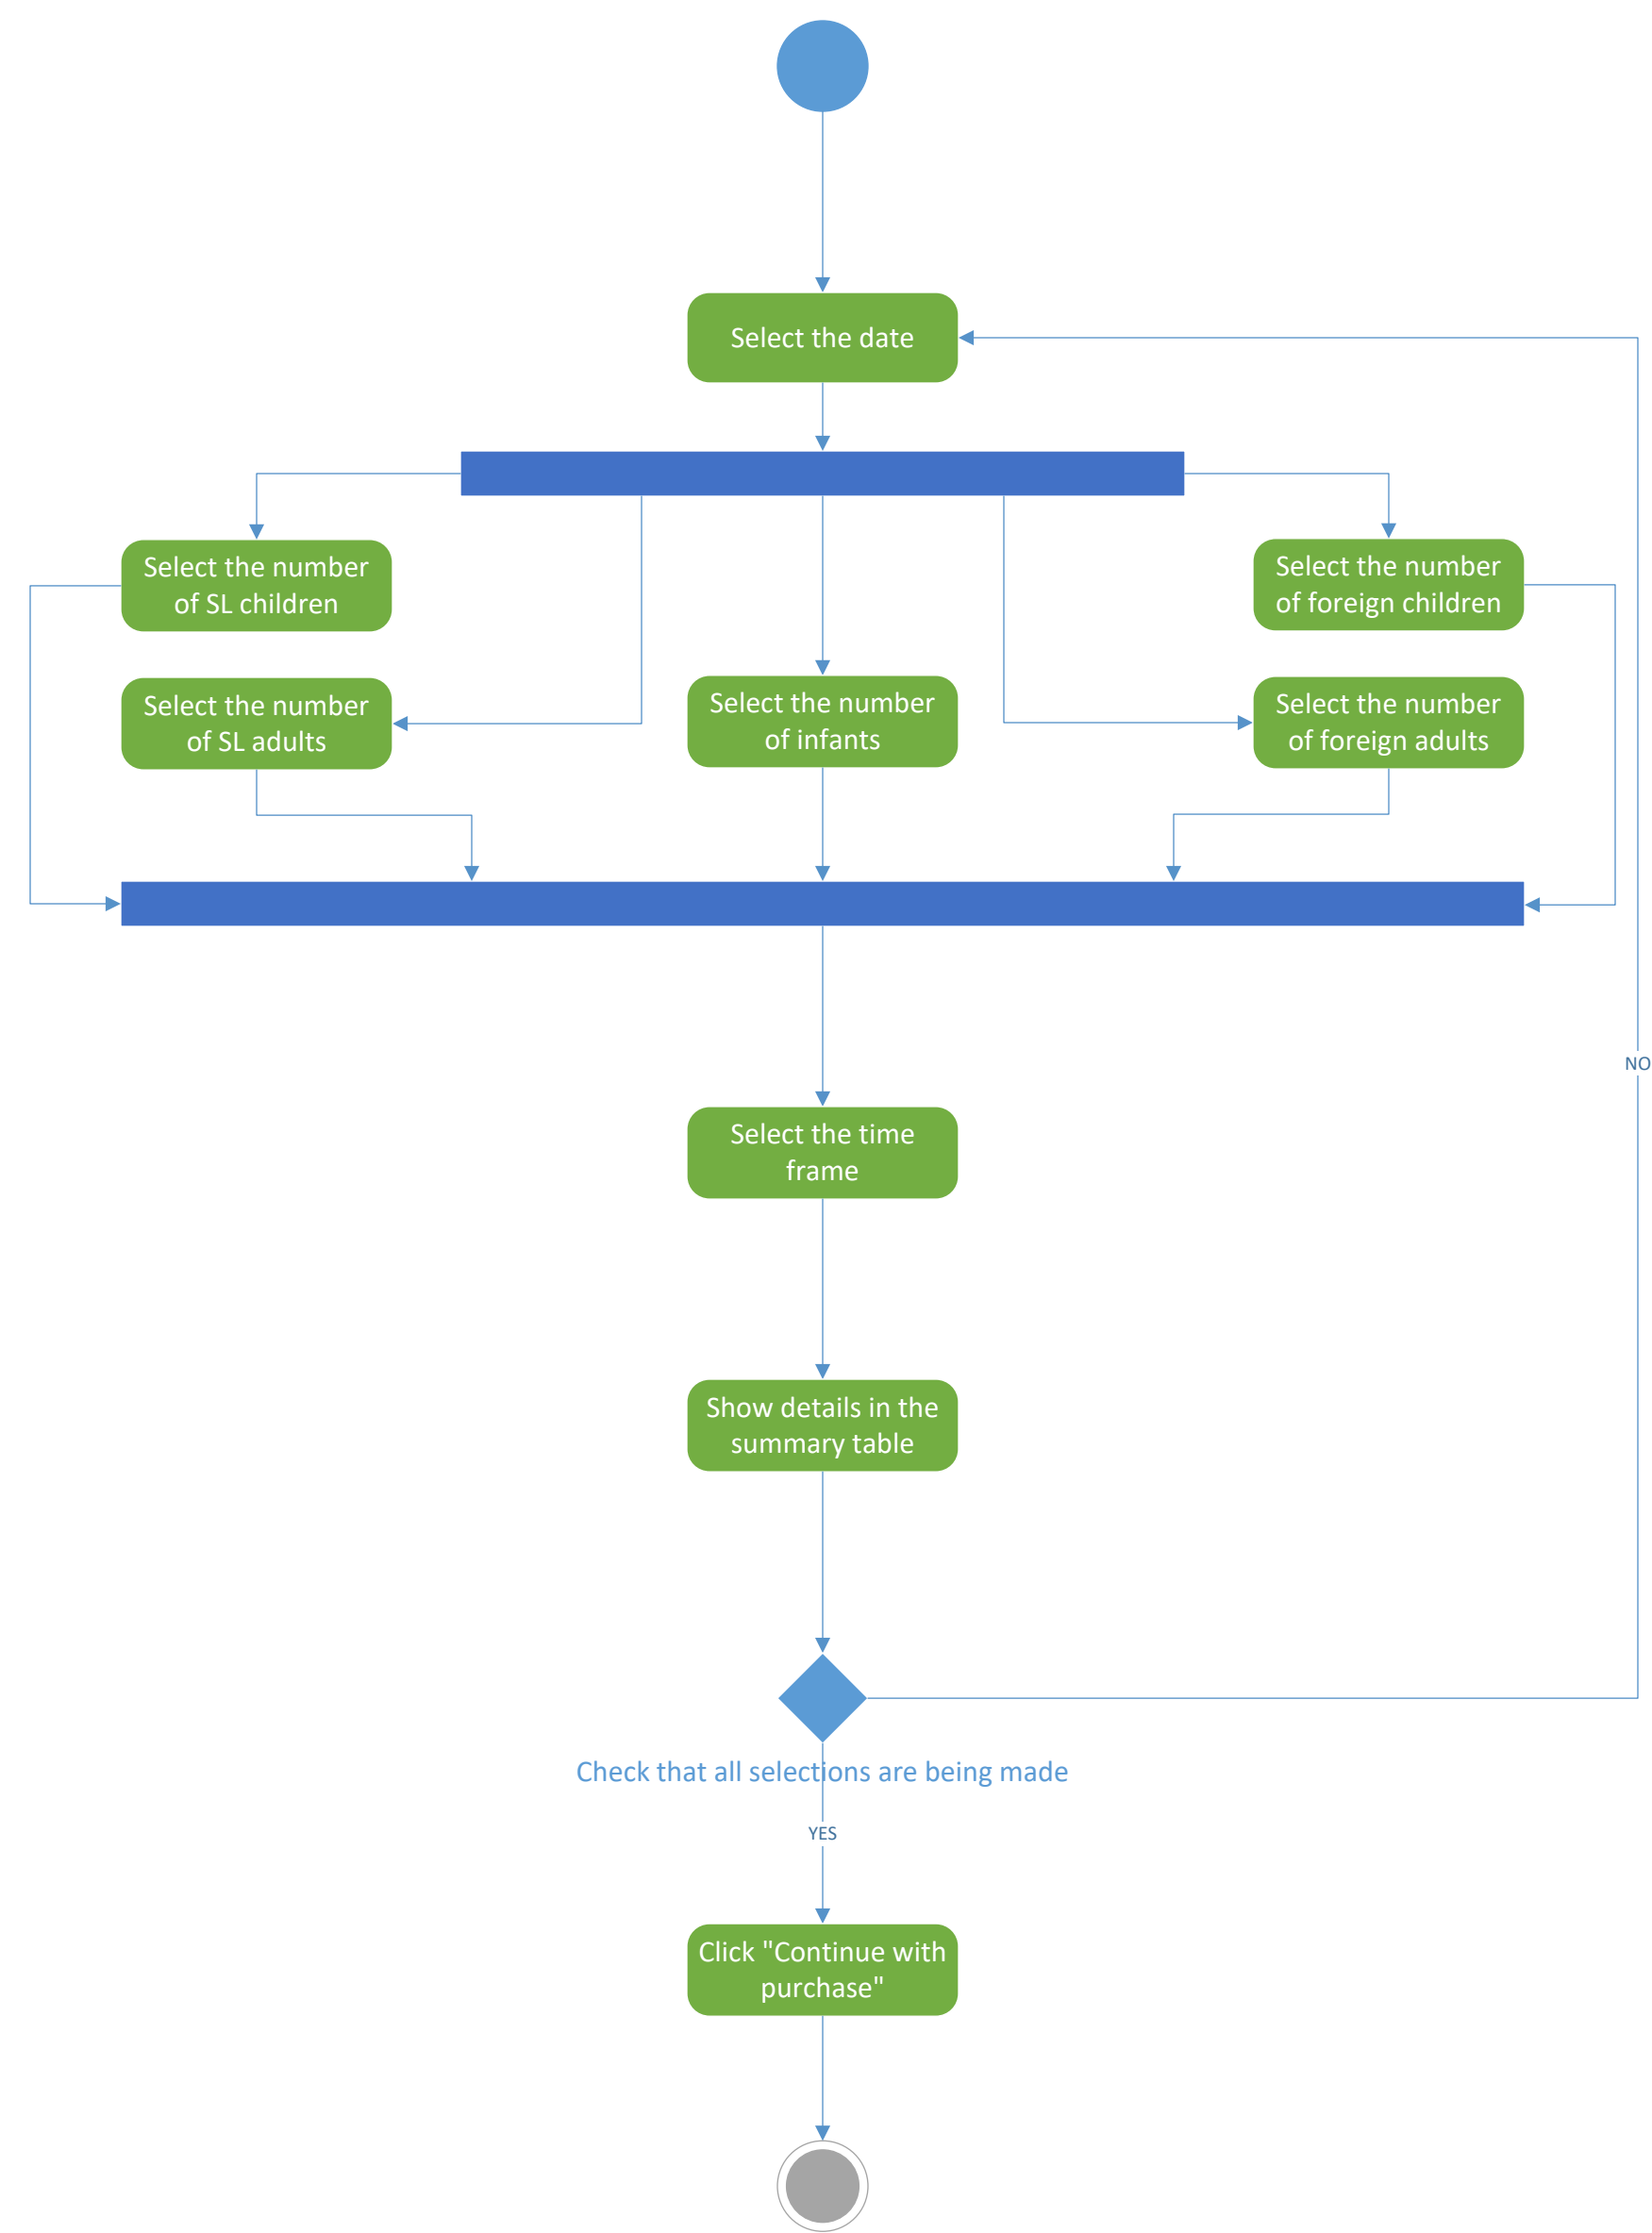 Select the date
Select the number
of SL children
Select the number
of foreign children
Select the number
of SL adults
Select the number
of infants
Select the number
of foreign adults
NO
Select the time
frame
Show details in the
summary table
Check that all selections are being made
YES
Click "Continue with
purchase"